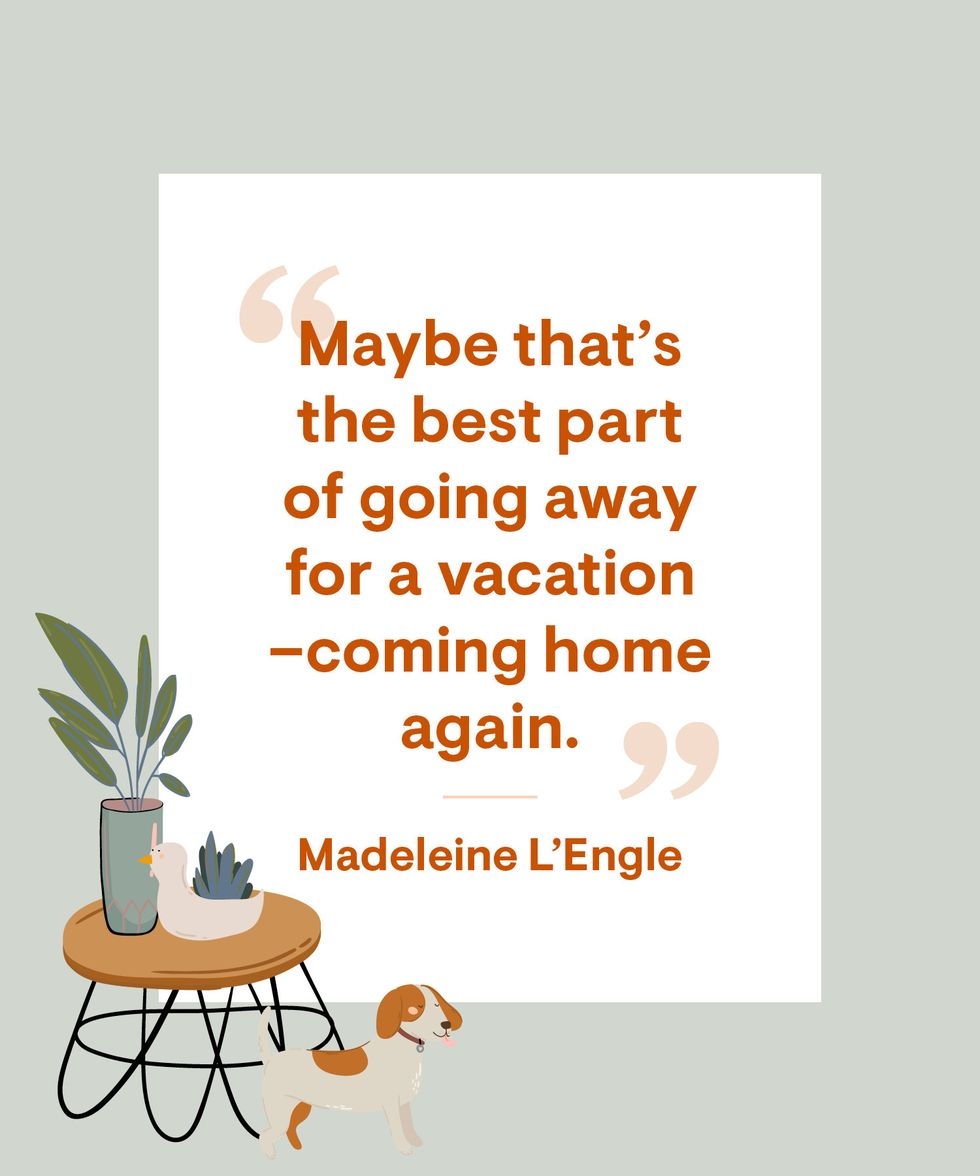 “Maybe that’s
the best part
of going away
for a vacation
–coming home
again.”
Madeleine L’Engle